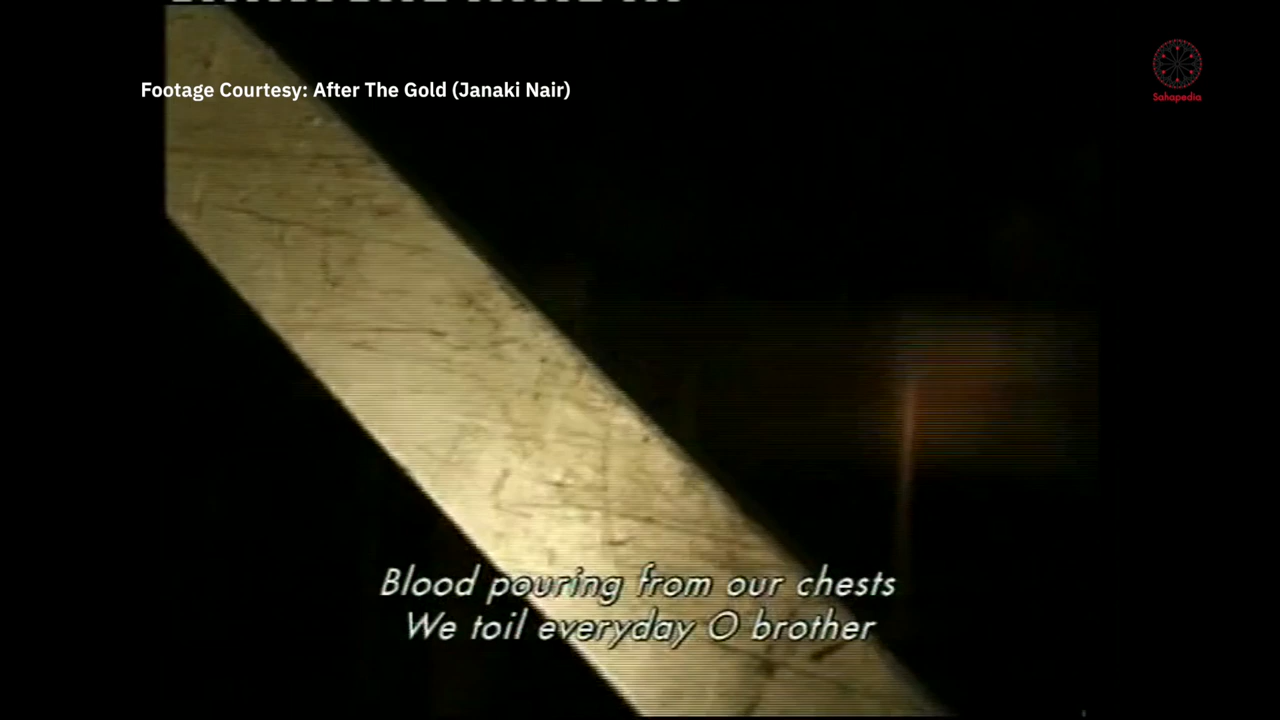 Footage Courtesy: After The Gold (Janaki Nair)
Sahapedia
Blood pouring from our chests
We toil everyday O brother